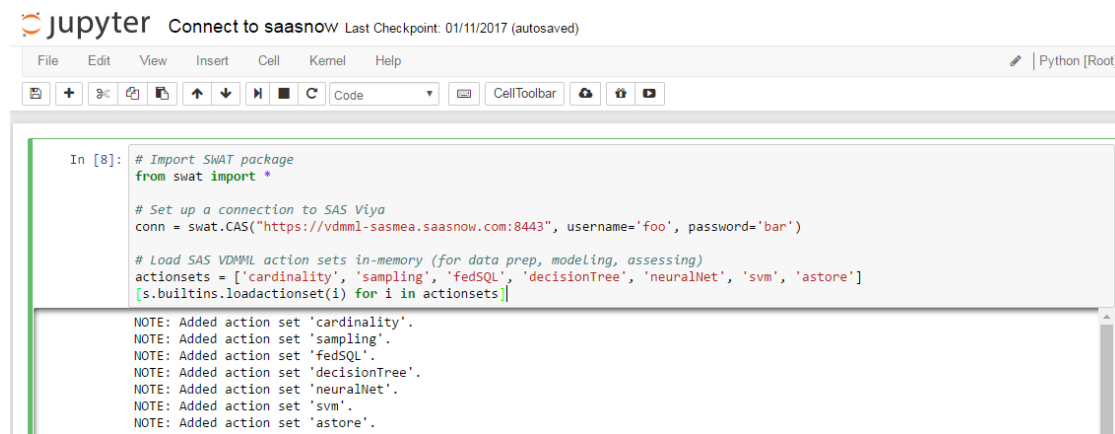 jupyter Connect to saasnow Last Checkpoint: 01/11/2017 (autosaved)
File Edit View Insert Cell Kernel Help Python [Root]
Code CellToolbar
In [8]: # Import SWAT package
from swat import *
# Set up a connection to SAS Viya
conn = swat.CAS("https://vdmml-sasmea.saasnow.com:8443", username='foo', password='bar')
# Load SAS VDMML action sets in-memory (for data prep, modeling, assessing)
actionsets = ['cardinality', 'sampling', 'fedSQL', 'decisionTree', 'neuralNet', 'svm', 'astore']
[s.builtins.loadactionset(i) for i in actionsets]
NOTE: Added action set 'cardinality'.
NOTE: Added action set 'sampling'.
NOTE: Added action set 'fedSQL'.
NOTE: Added action set 'decisionTree'.
NOTE: Added action set 'neuralNet'.
NOTE: Added action set 'svm'.
NOTE: Added action set 'astore'.